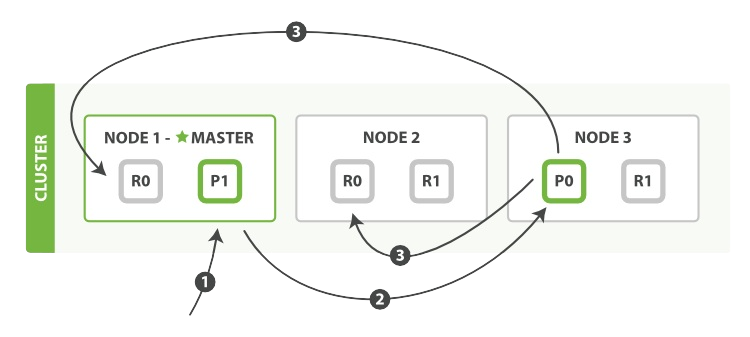 3
CLUSTER
NODE 1 - ★ MASTER
R0 P1
NODE 2
R0 R1
NODE 3
P0 R1
3
1
2